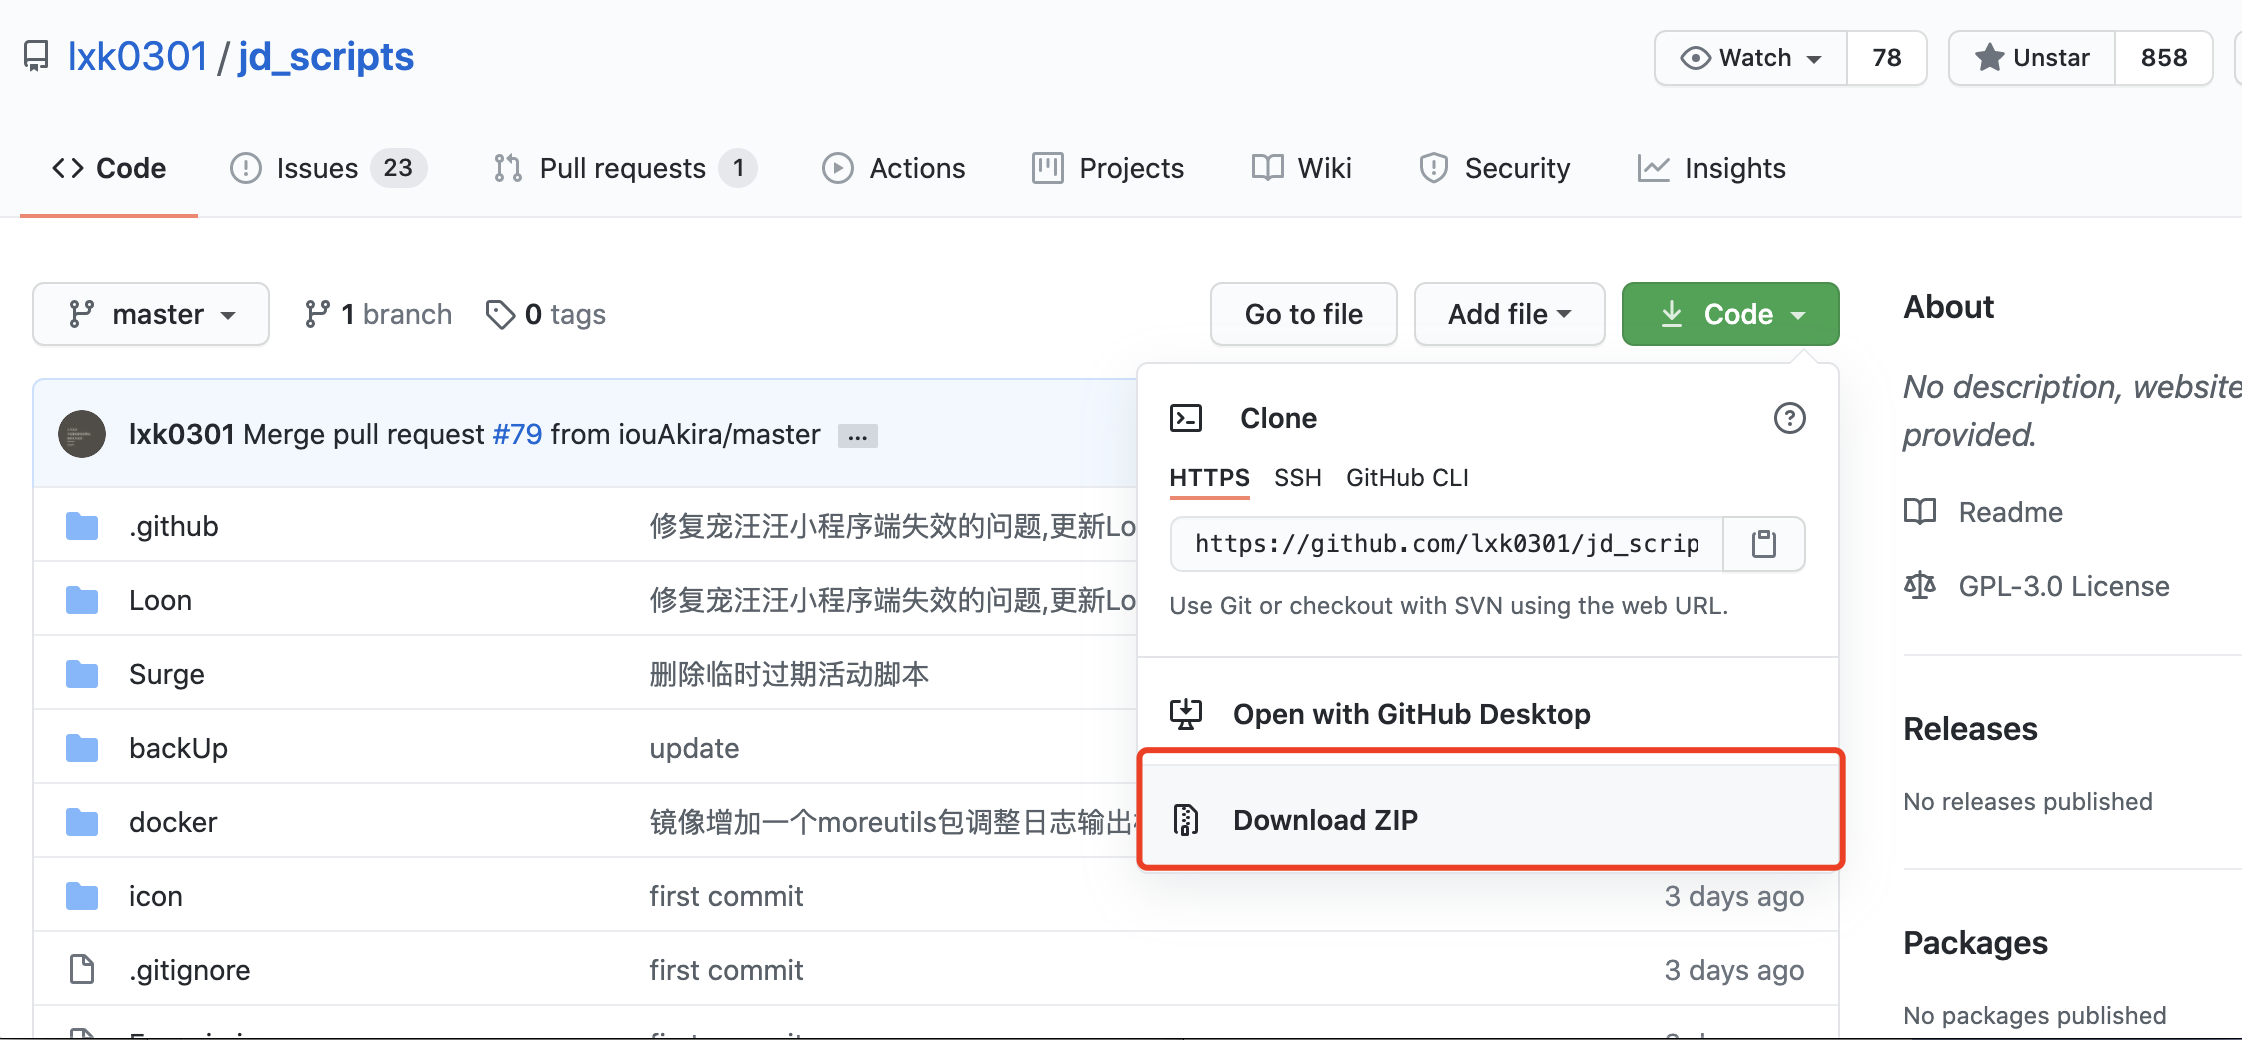 lxk0301 / jd_scripts
Watch 78
Unstar 858
Code
Issues 23
Pull requests 1
Actions
Projects
Wiki
Security
Insights
master
1 branch
0 tags
Go to file
Add file
Code
lxk0301 Merge pull request #79 from iouAkira/master ...
.github 修复宠汪汪小程序端失效的问题,更新Lo
Loon 修复宠汪汪小程序端失效的问题,更新Lo
Surge 删除临时过期活动脚本
backUp update
docker 镜像增加一个moreutils包调整日志输出
icon first commit 3 days ago
.gitignore first commit 3 days ago
Clone
HTTPS SSH GitHub CLI
https://github.com/lxk0301/jd_scrip
Use Git or checkout with SVN using the web URL.
Open with GitHub Desktop
Download ZIP
About
No description, website
provided.
Readme
GPL-3.0 License
Releases
No releases published
Packages
No packages published